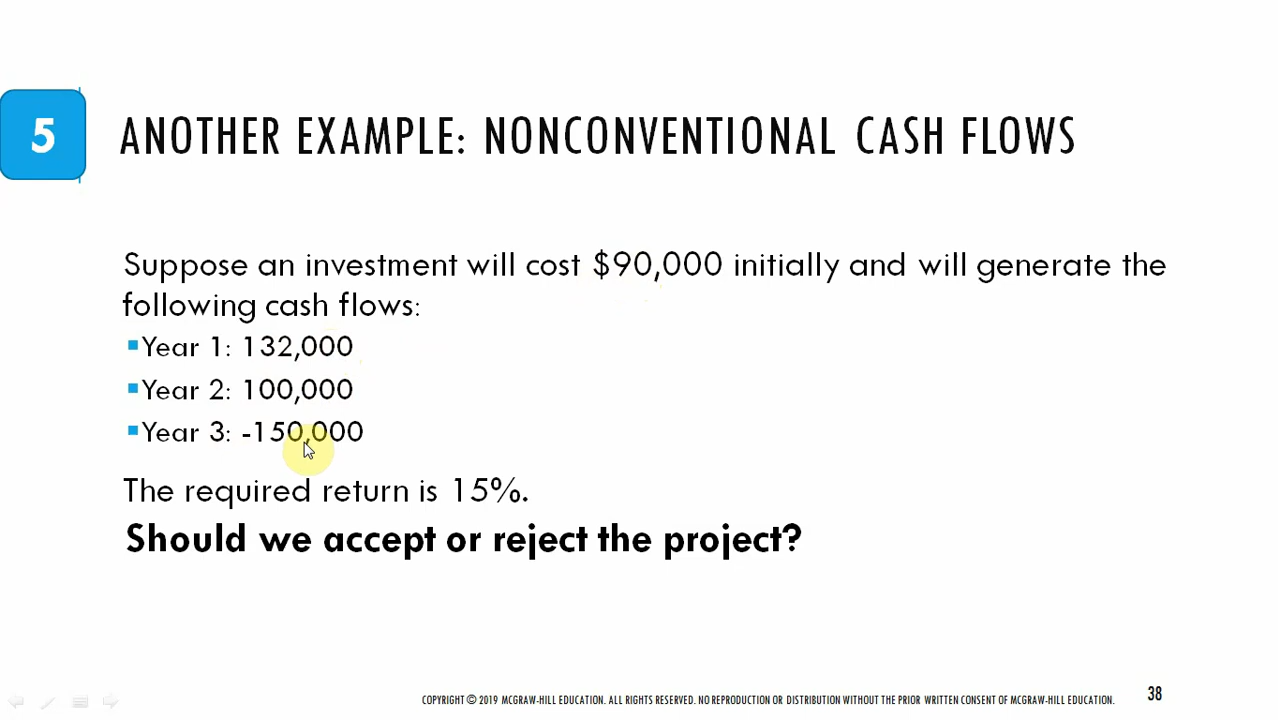 5
ANOTHER EXAMPLE: NONCONVENTIONAL CASH FLOWS
Suppose an investment will cost $90,000 initially and will generate the
following cash flows:
Year 1: 132,000
Year 2: 100,000
Year 3: -150,000
The required return is 15%.
Should we accept or reject the project?
COPYRIGHT © 2019 MCGRAW-HILL EDUCATION. ALL RIGHTS RESERVED. NO REPRODUCTION OR DISTRIBUTION WITHOUT THE PRIOR WRITTEN CONSENT OF MCGRAW-HILL EDUCATION.
38